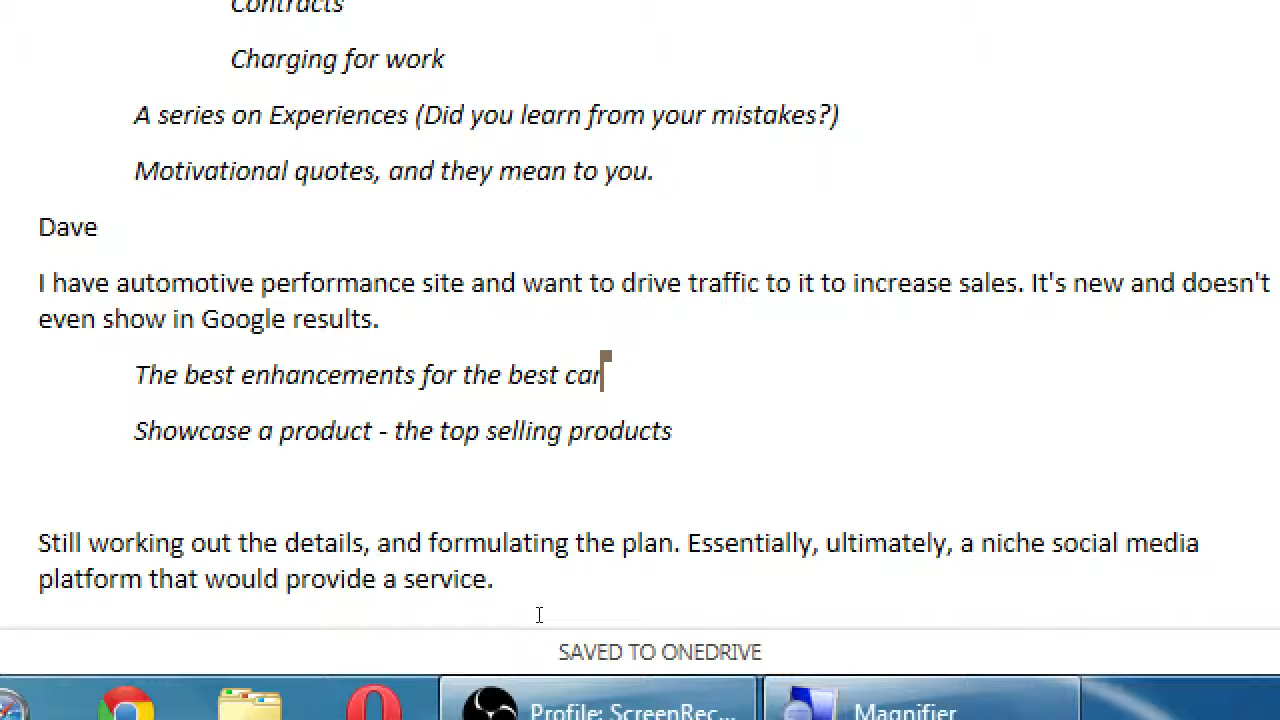 Contracts
Charging for work
A series on Experiences (Did you learn from your mistakes?)
Motivational quotes, and they mean to you.
Dave
I have automotive performance site and want to drive traffic to it to increase sales. It's new and doesn't
even show in Google results.
The best enhancements for the best car
Showcase a product - the top selling products
Still working out the details, and formulating the plan. Essentially, ultimately, a niche social media
platform that would provide a service.
SAVED TO ONEDRIVE
Profile: ScreenRec...
Magnifier